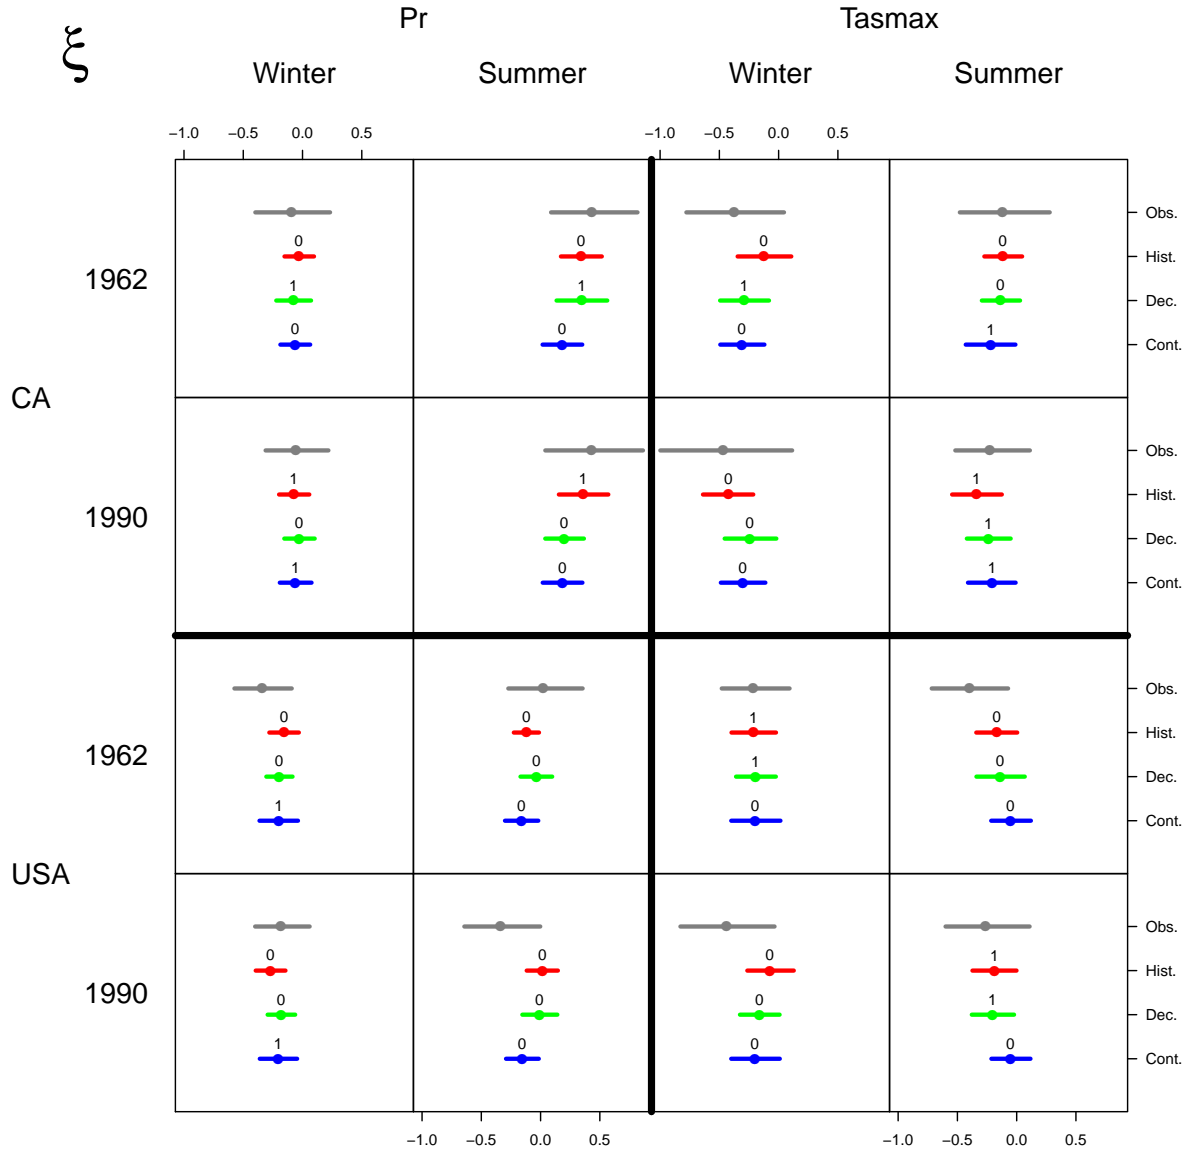 ξ Pr Tasmax
Winter Summer Winter Summer
−1.0 −0.5 0.0 0.5 −1.0 −0.5 0.0 0.5
Obs.
0 0 0 0 Hist.
1962
1 1 1 0 Dec.
0 0 0 1 Cont.
CA
Obs.
1 1 0 1 Hist.
1990
0 0 0 1 Dec.
1 0 0 1 Cont.
Obs.
0 0 1 0 Hist.
1962
0 0 1 0 Dec.
1 0 0 0 Cont.
USA
Obs.
0 0 0 1 Hist.
1990
0 0 0 1 Dec.
1 0 0 0 Cont.
−1.0 −0.5 0.0 0.5 −1.0 −0.5 0.0 0.5